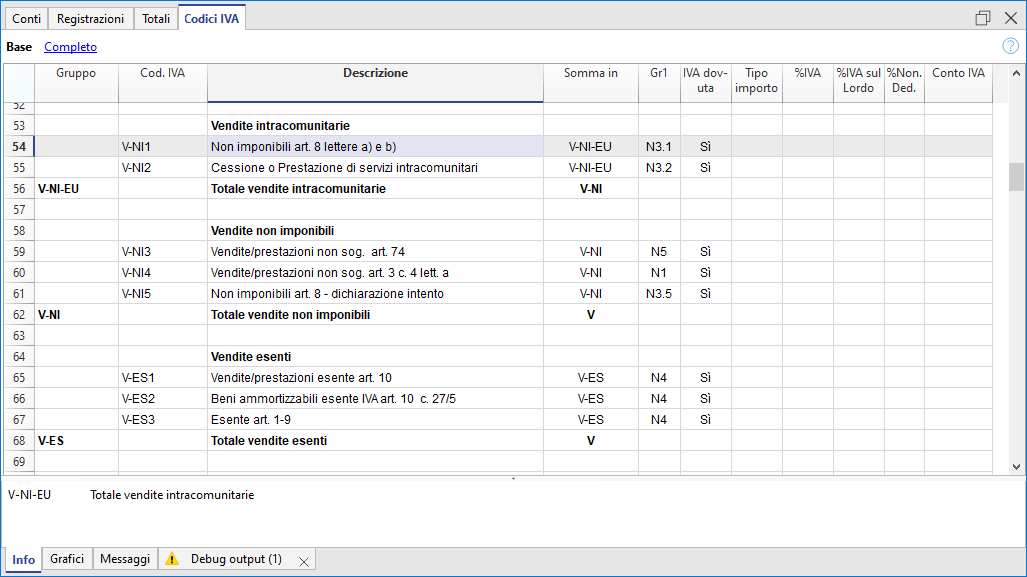 Conti Registrazioni Totali Codici IVA
Base Completo ?
Gruppo Cod. IVA Descrizione Somma in Gr1 IVA dov-uta Tipo importo %IVA %IVA sul Lordo %Non. Ded. Conto IVA
52
53 Vendite intracomunitarie
54 V-NI1 Non imponibili art. 8 lettere a) e b) V-NI-EU N3.1 Sì
55 V-NI2 Cessione o Prestazione di servizi intracomunitari V-NI-EU N3.2 Sì
56 V-NI-EU Totale vendite intracomunitarie V-NI
57
58 Vendite non imponibili
59 V-NI3 Vendite/prestazioni non sog. art. 74 V-NI N5 Sì
60 V-NI4 Vendite/prestazioni non sog. art. 3 c. 4 lett. a V-NI N1 Sì
61 V-NI5 Non imponibili art. 8 - dichiarazione intento V-NI N3.5 Sì
62 V-NI Totale vendite non imponibili V
63
64 Vendite esenti
65 V-ES1 Vendite/prestazioni esente art. 10 V-ES N4 Sì
66 V-ES2 Beni ammortizzabili esente IVA art. 10 c. 27/5 V-ES N4 Sì
67 V-ES3 Esente art. 1-9 V-ES N4 Sì
68 V-ES Totale vendite esenti V
69
V-NI-EU Totale vendite intracomunitarie
Info Grafici Messaggi Debug output (1)